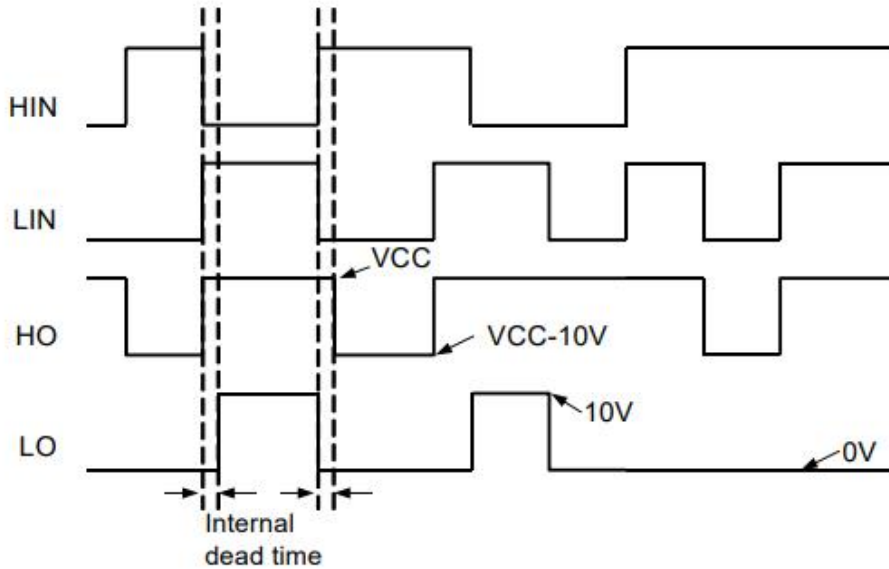 HIN
LIN
VCC
HO
VCC-10V
10V
LO
0V
Internal
dead time